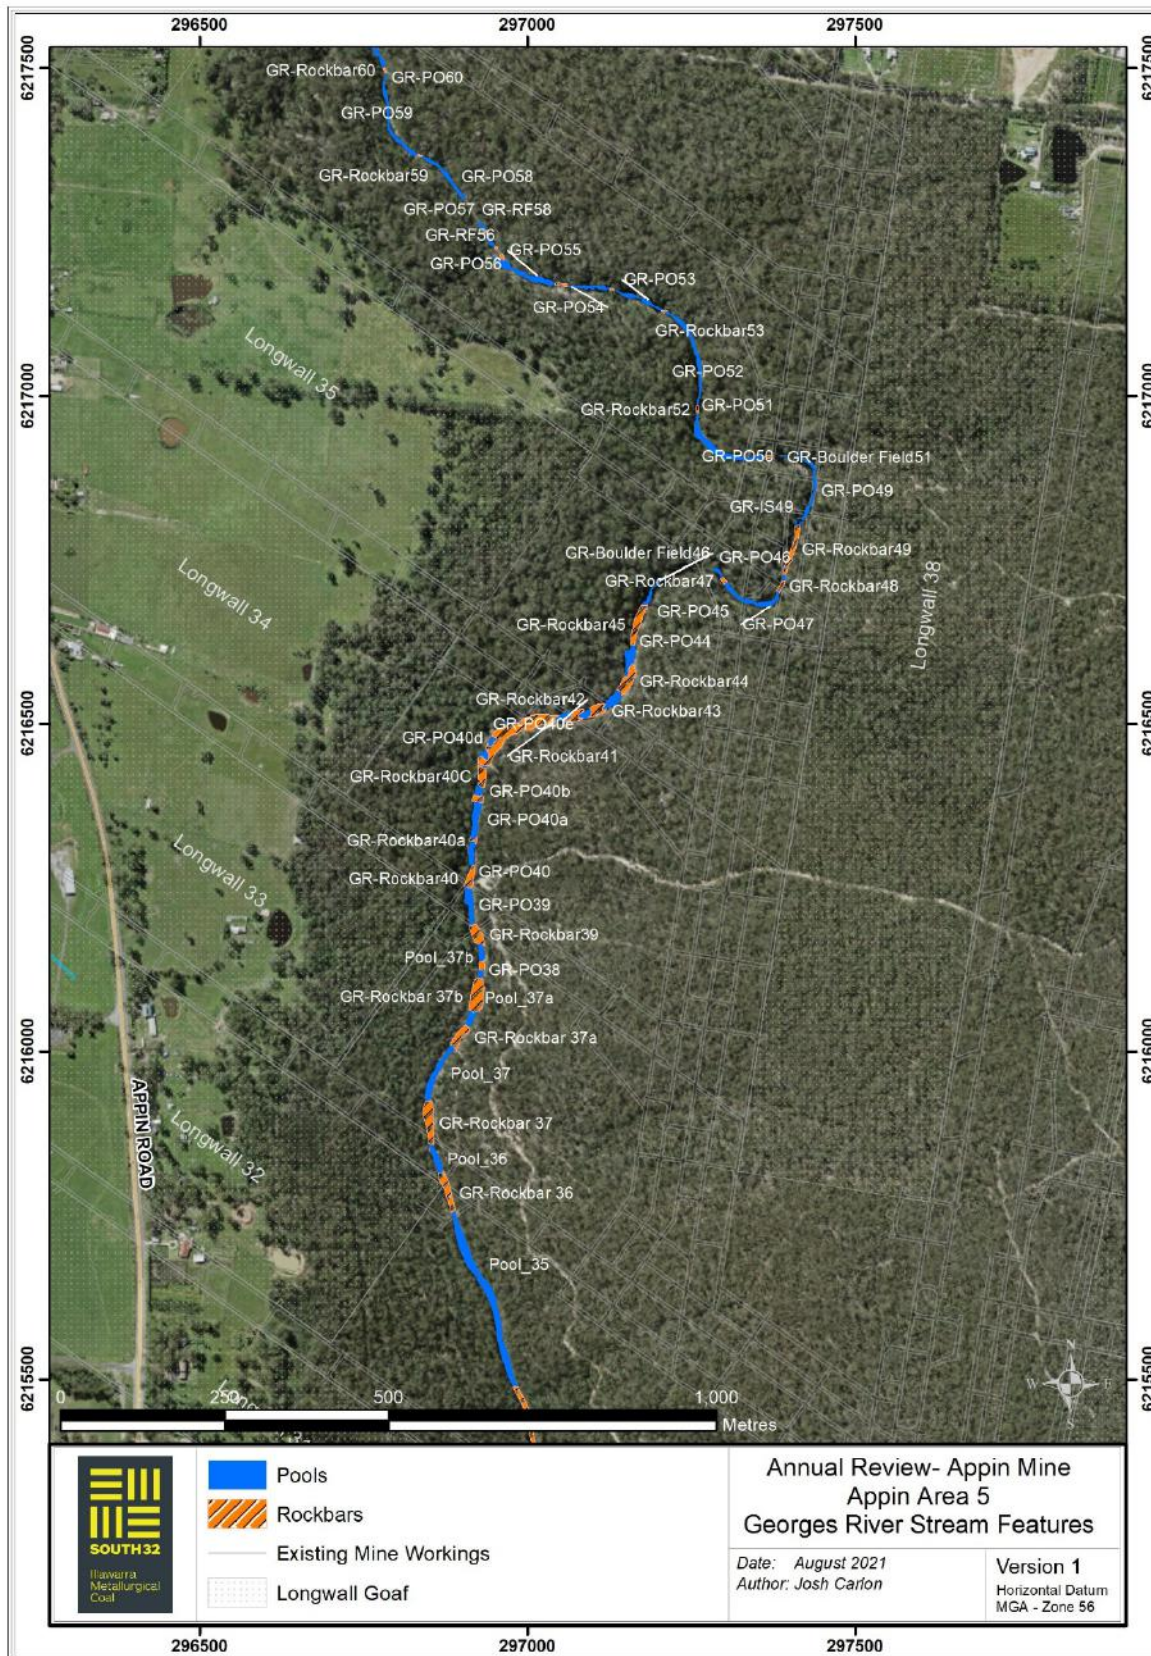 296500
297000
297500
6217500
6217500
GR-Rockbar60
GR-PO60
GR-PO59
GR-Rockbar59
GR-PO58
GR-PO57
GR-RF58
GR-RF56
GR-PO55
GR-PO56
GR-PO53
GR-PO54
GR-Rockbar53
Longwall 35
GR-PO52
6217000
6217000
GR-Rockbar52
GR-PO51
GR-PO50
GR-Boulder Field51
GR-PO49
GR-IS49
GR-Boulder Field46
GR-PO46
GR-Rockbar49
GR-Rockbar47
GR-Rockbar48
Longwall 34
Longwall 38
GR-PO45
GR-Rockbar45
GR-PO47
GR-PO44
GR-Rockbar44
GR-Rockbar42
GR-Rockbar43
6216500
6216500
GR-PO40e
GR-PO40d
GR-Rockbar41
GR-Rockbar40C
GR-PO40b
GR-PO40a
GR-Rockbar40a
Longwall 33
GR-PO40
GR-Rockbar40
GR-PO39
GR-Rockbar39
Pool_37b
GR-PO38
GR-Rockbar 37b
Pool_37a
GR-Rockbar 37a
6216000
6216000
Pool_37
APPIN ROAD
GR-Rockbar 37
Longwall 32
Pool_36
GR-Rockbar 36
Pool_35
6215500
6215500
N
W
E
S
0
250
500
1,000
Metres
SOUTH32
Illawarra
Metallurgical
Coal
Pools
Rockbars
Existing Mine Workings
Longwall Goaf
Annual Review- Appin Mine
Appin Area 5
Georges River Stream Features
Date: August 2021
Author: Josh Carlon
Version 1
Horizontal Datum
MGA - Zone 56
296500
297000
297500